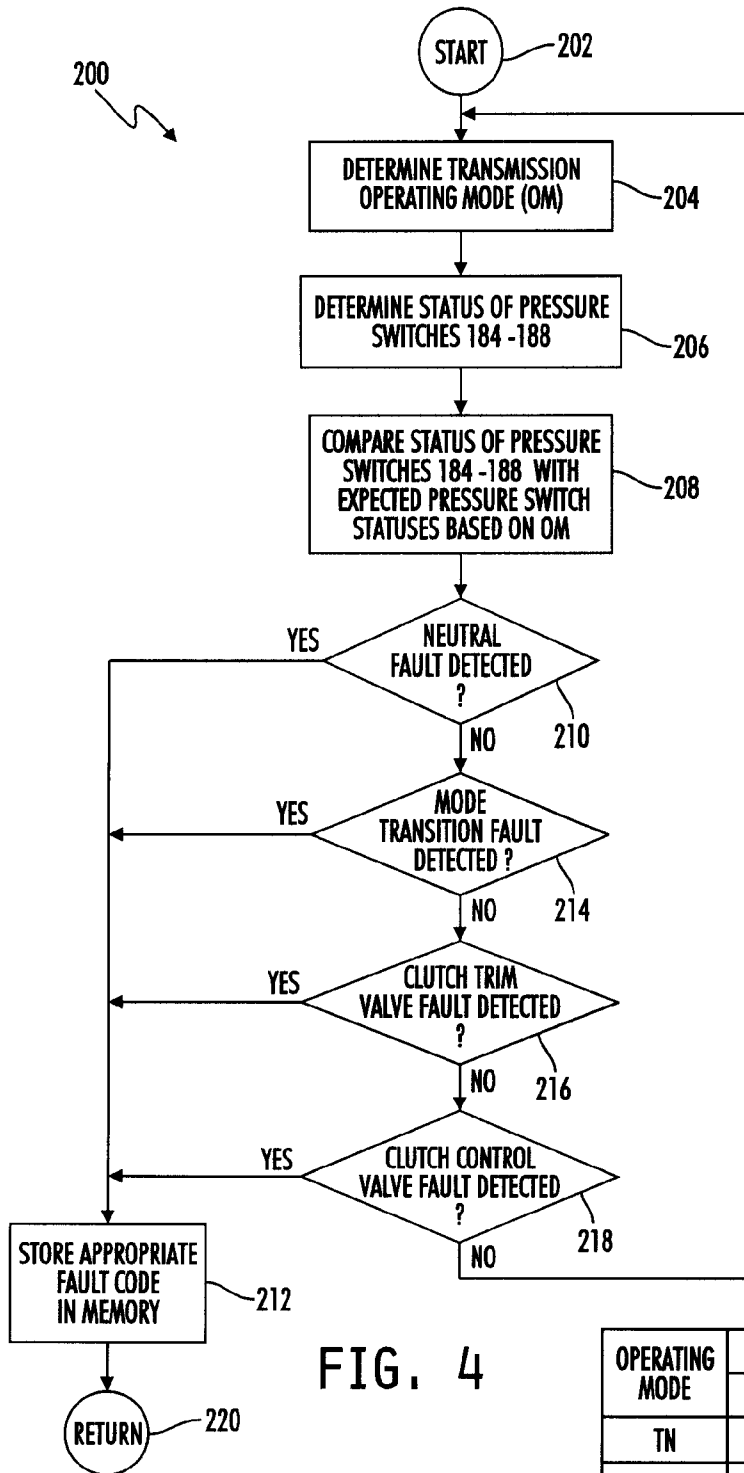 START
202
200
DETERMINE TRANSMISSION
OPERATING MODE (OM)
204
DETERMINE STATUS OF PRESSURE
SWITCHES 184 -188
206
COMPARE STATUS OF PRESSURE
SWITCHES 184 -188 WITH
EXPECTED PRESSURE SWITCH
STATUSES BASED ON OM
208
YES
NEUTRAL
FAULT DETECTED
?
210
NO
YES
MODE
TRANSITION FAULT
DETECTED ?
214
NO
YES
CLUTCH TRIM
VALVE FAULT DETECTED
?
216
NO
YES
CLUTCH CONTROL
VALVE FAULT DETECTED
?
218
NO
STORE APPROPRIATE
FAULT CODE
IN MEMORY
212
RETURN
220
FIG. 4
OPERATING
MODE
TN